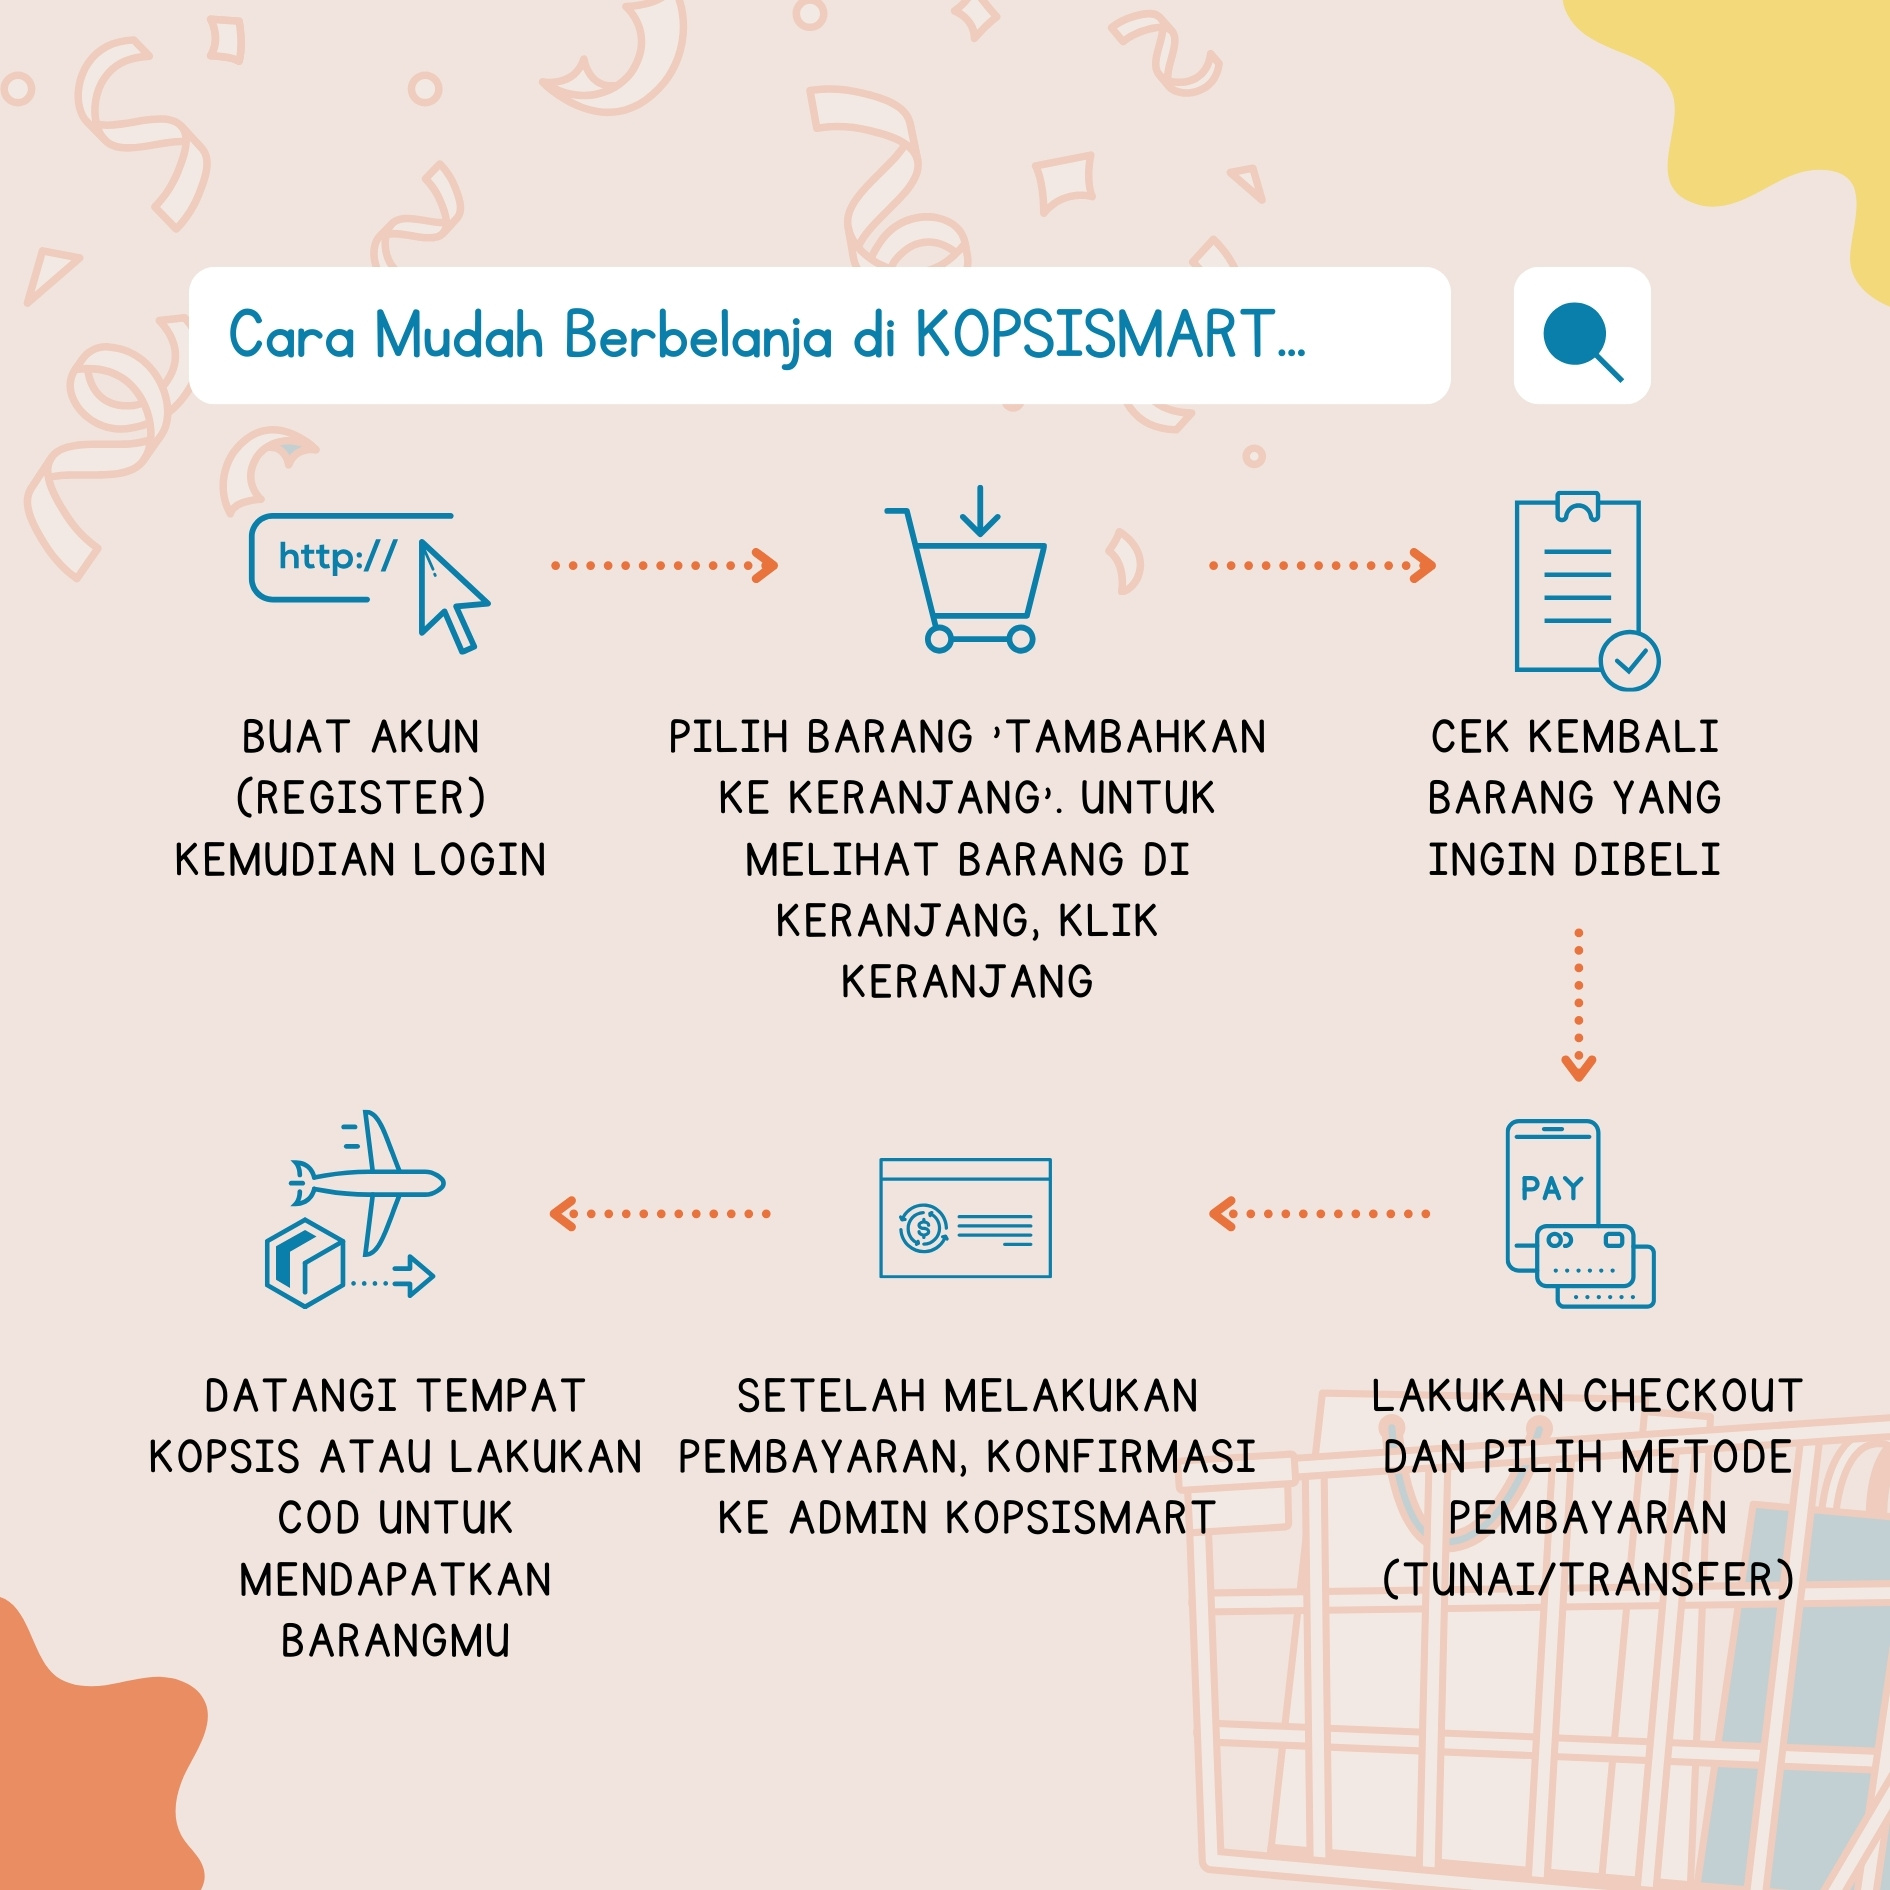 Cara Mudah Berbelanja di KOPSISMART...
http://
BUAT AKUN
(REGISTER)
KEMUDIAN LOGIN
PILIH BARANG 'TAMBAHKAN
KE KERANJANG'. UNTUK
MELIHAT BARANG DI
KERANJANG, KLIK
KERANJANG
CEK KEMBALI
BARANG YANG
INGIN DIBELI
PAY
LAKUKAN CHECKOUT
DAN PILIH METODE
PEMBAYARAN
(TUNAI/TRANSFER)
$
SETELAH MELAKUKAN
PEMBAYARAN, KONFIRMASI
KE ADMIN KOPSISMART
DATANGI TEMPAT
KOPSIS ATAU LAKUKAN
COD UNTUK
MENDAPATKAN
BARANGMU